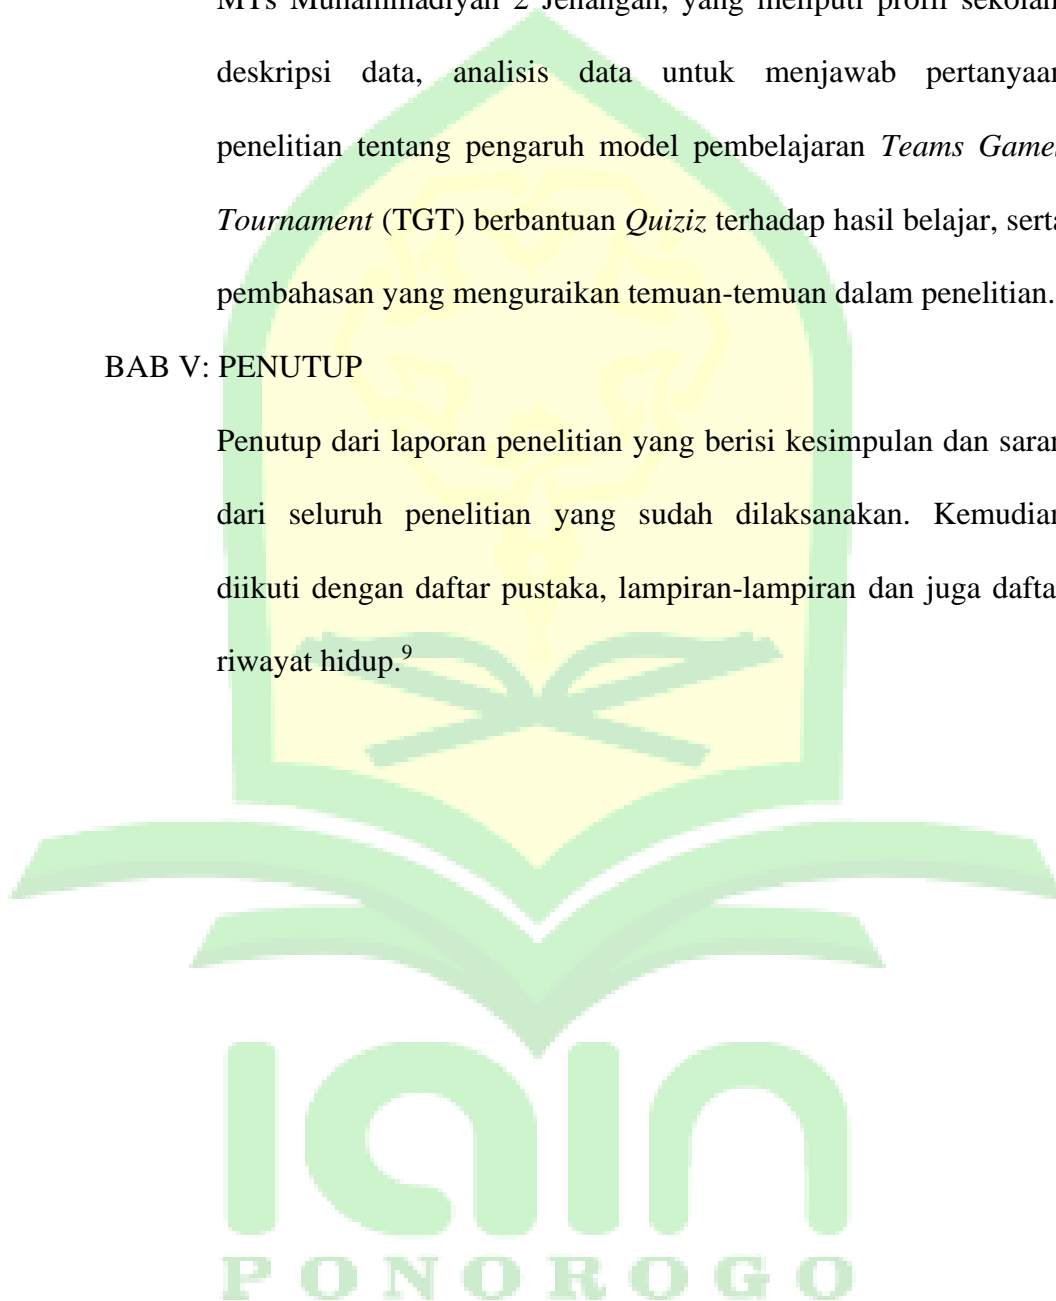 MTs Muhammadiyah 2 Jenangan, yang meliputi profil sekolah
deskripsi data, analisis data untuk menjawab pertanyaan
penelitian tentang pengaruh model pembelajaran Teams Games
Tournament (TGT) berbantuan Quiziz terhadap hasil belajar, serta
pembahasan yang menguraikan temuan-temuan dalam penelitian.
BAB V: PENUTUP
Penutup dari laporan penelitian yang berisi kesimpulan dan saran
dari seluruh penelitian yang sudah dilaksanakan. Kemudian
diikuti dengan daftar pustaka, lampiran-lampiran dan juga daftar
riwayat hidup.⁹
iain
PONOROGO